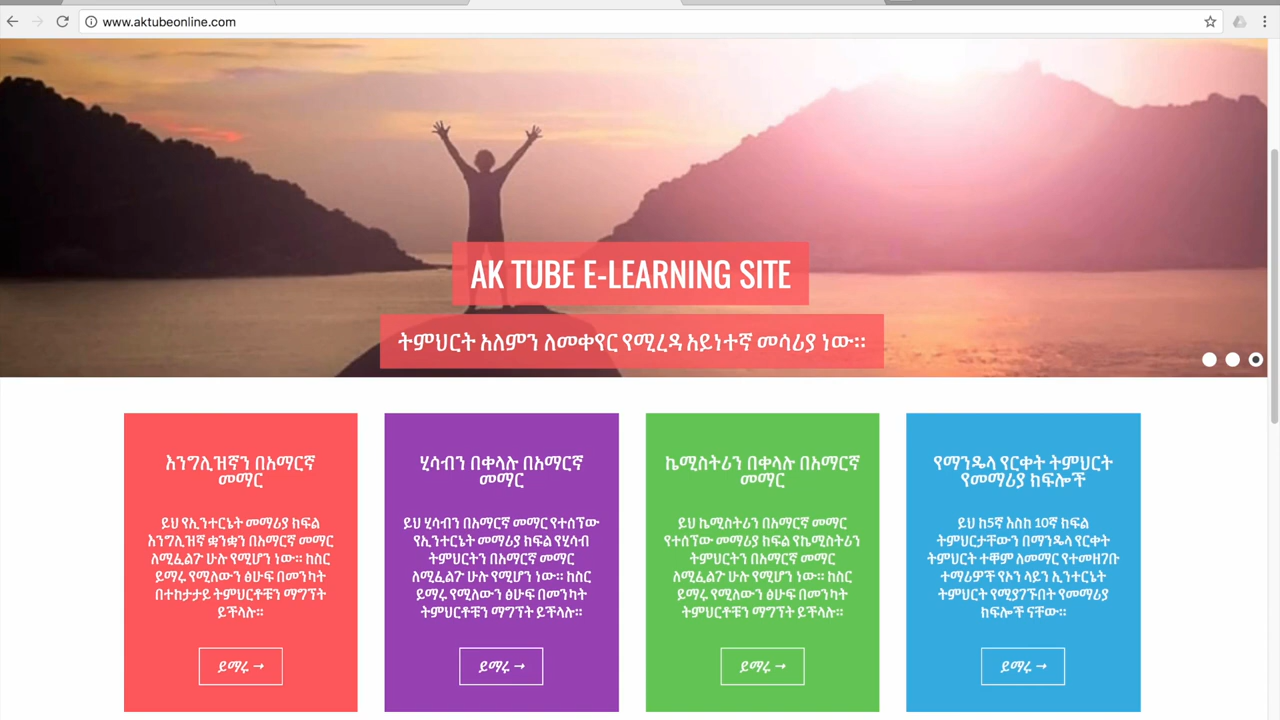 www.aktubeonline.com
AK TUBE E-LEARNING SITE
ትምህርት አለምን ለመቀየር የሚረዳ አይነተኛ መሳሪያ ነው።
እንግሊዝኛን በአማርኛ
መማር
ይህ የኢንተርኔት መማሪያ ክፍል
እንግሊዝኛ ቋንቋን በአማርኛ መማር
ለሚፈልጉ ሁሉ የሚሆን ነው። ከስር
ይማሩ የሚለውን ፅሁፍ በመንካት
በተከታታይ ትምህርቶቹን ማግኘት
ይችላሉ።
ይማሩ →
ሂሳብን በቀላሉ በአማርኛ
መማር
ይህ ሂሳብን በአማርኛ መማር የተሰኘው
የኢንተርኔት መማሪያ ክፍል የሂሳብ
ትምህርትን በአማርኛ መማር
ለሚፈልጉ ሁሉ የሚሆን ነው። ከስር
ይማሩ የሚለውን ፅሁፍ በመንካት
ትምህርቶቹን ማግኘት ይችላሉ።
ይማሩ →
ኬሚስትሪን በቀላሉ በአማርኛ
መማር
ይህ ኬሚስትሪን በአማርኛ መማር
የተሰኘው መማሪያ ክፍል የኬሚስትሪን
ትምህርትን በአማርኛ መማር
ለሚፈልጉ ሁሉ የሚሆን ነው። ከስር
ይማሩ የሚለውን ፅሁፍ በመንካት
ትምህርቶቹን ማግኘት ይችላሉ።
ይማሩ →
የማንዴላ የርቀት ትምህርት
የመማሪያ ክፍሎች
ይህ ከ5ኛ እስከ 10ኛ ክፍል
ትምህርታቸውን በማንዴላ የርቀት
ትምህርት ተቐም ለመማር የተመዘገቡ
ተማሪዎች የኦን ላይን ኢንተርኔት
ትምህርት የሚያገኙበት የመማሪያ
ክፍሎች ናቸው።
ይማሩ →